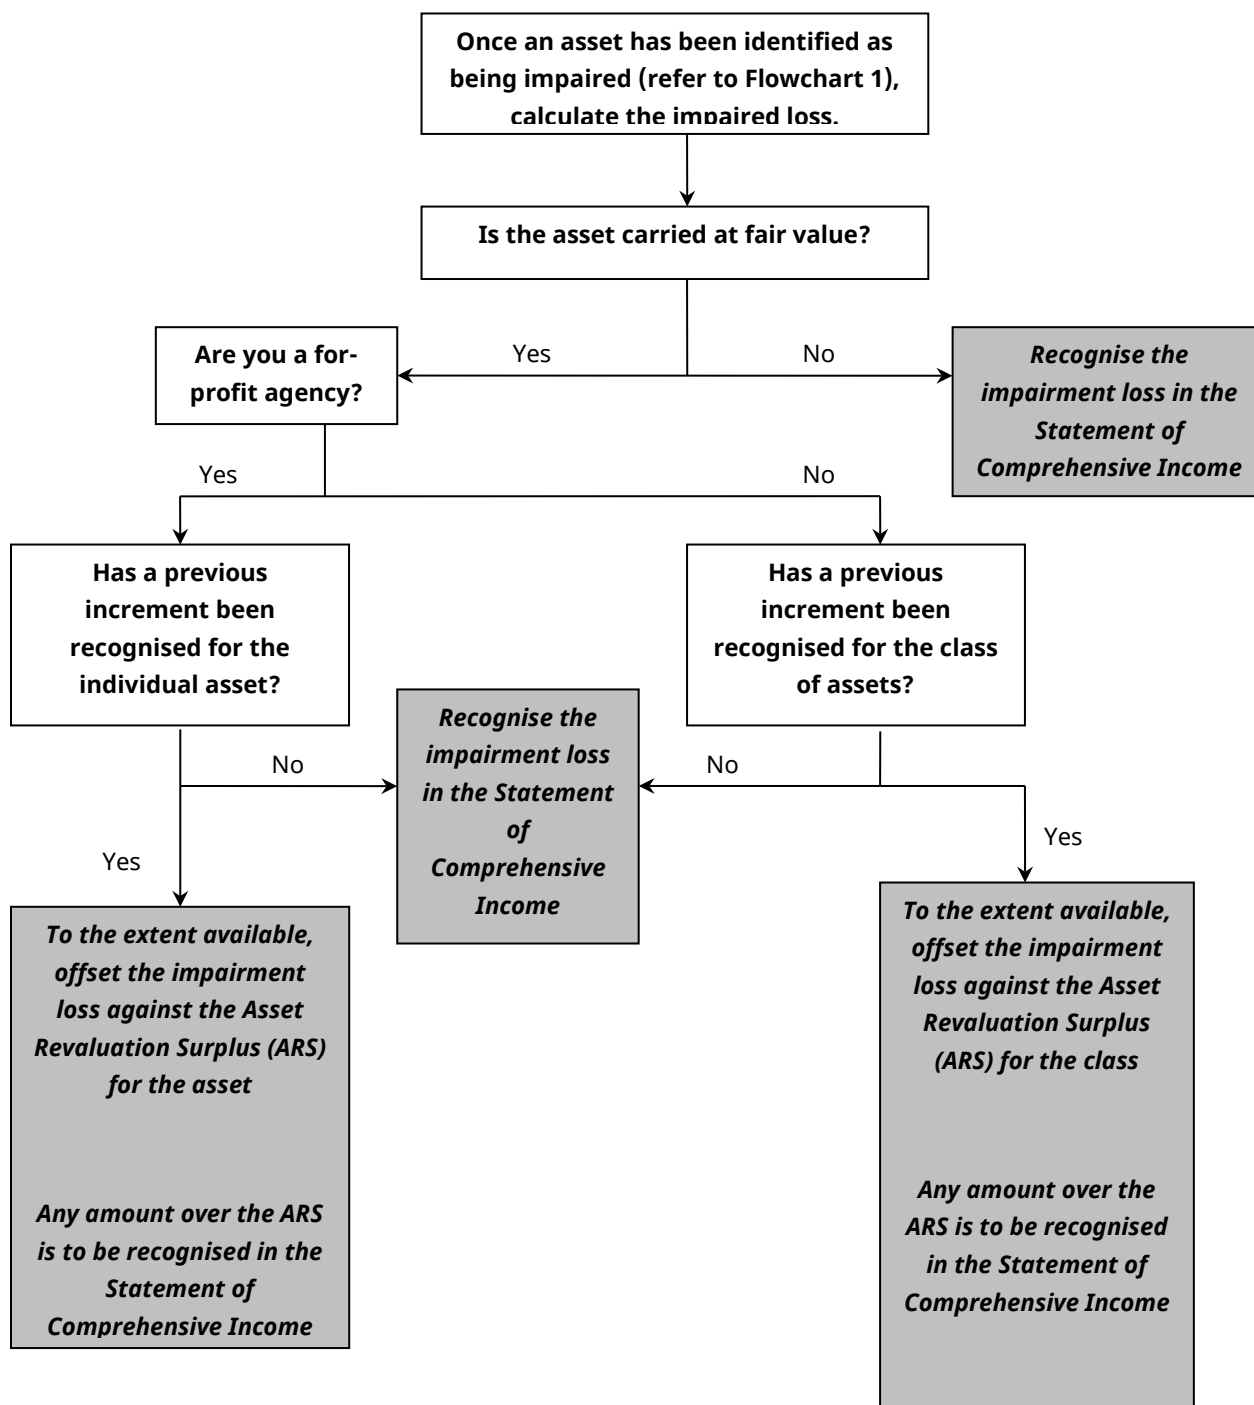 Once an asset has been identified as
being impaired (refer to Flowchart 1),
calculate the impaired loss.
Is the asset carried at fair value?
Are you a for-
profit agency?
Yes
No
Recognise the
impairment loss in the
Statement of
Comprehensive Income
Yes
No
Has a previous
increment been
recognised for the
individual asset?
Has a previous
increment been
recognised for the class
of assets?
No
Recognise the
impairment loss
in the Statement
of
Comprehensive
Income
No
Yes
Yes
To the extent available,
offset the impairment
loss against the Asset
Revaluation Surplus (ARS)
for the asset
Any amount over the ARS
is to be recognised in the
Statement of
Comprehensive Income
To the extent available,
offset the impairment
loss against the Asset
Revaluation Surplus
(ARS) for the class
Any amount over the
ARS is to be recognised
in the Statement of
Comprehensive Income